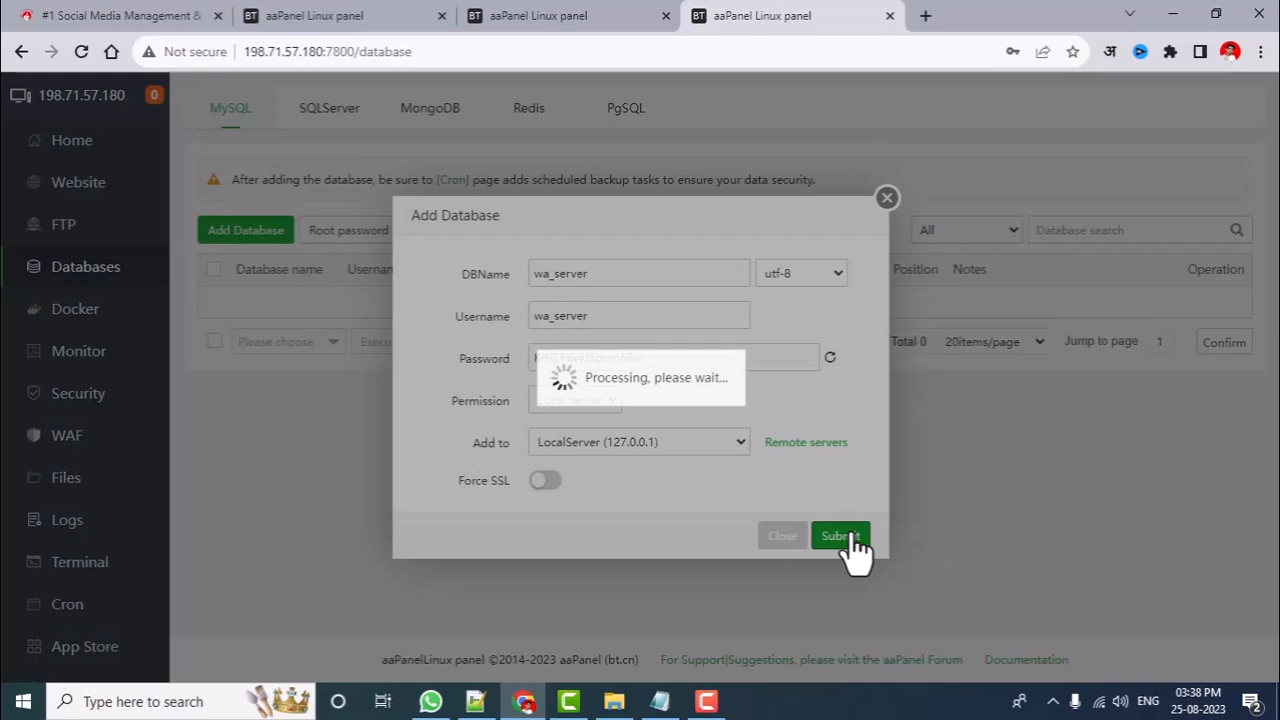 #1 Social Media Management &
aaPanel Linux panel
aaPanel Linux panel
aaPanel Linux panel
Not secure 198.71.57.180:7800/database
198.71.57.180 0
Home
Website
FTP
Databases
Docker
Monitor
Security
WAF
Files
Logs
Terminal
Cron
App Store
MySQL SQLServer MongoDB Redis PgSQL
After adding the database, be sure to [Cron] page adds scheduled backup tasks to ensure your data security.
Add Database Root password All Database search
Database name Position Notes Operation
Please choose Total 0 20items/page Jump to page 1 Confirm
Add Database
DBName wa_server utf-8
Username wa_server
Password
Processing, please wait...
Permission Local server
Add to LocalServer (127.0.0.1) Remote servers
Force SSL
Close Submit
aaPanelLinux panel ©2014-2023 aaPanel (bt.cn) For Support|Suggestions, please visit the aaPanel Forum Documentation
Type here to search
ENG
03:38 PM
25-08-2023
2